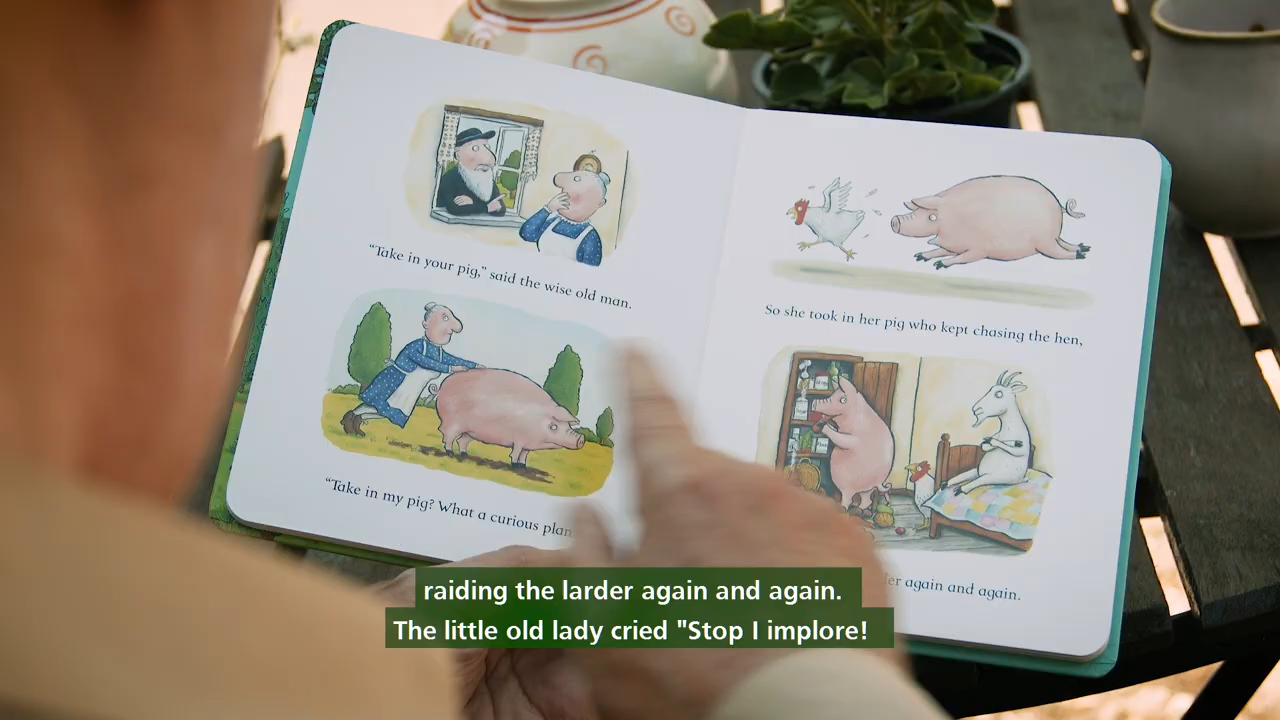 "Take in your pig," said the wise old man.
"Take in my pig? What a curious plan
So she took in her pig who kept chasing the hen,
again and again.
raiding the larder again and again.
The little old lady cried "Stop I implore!